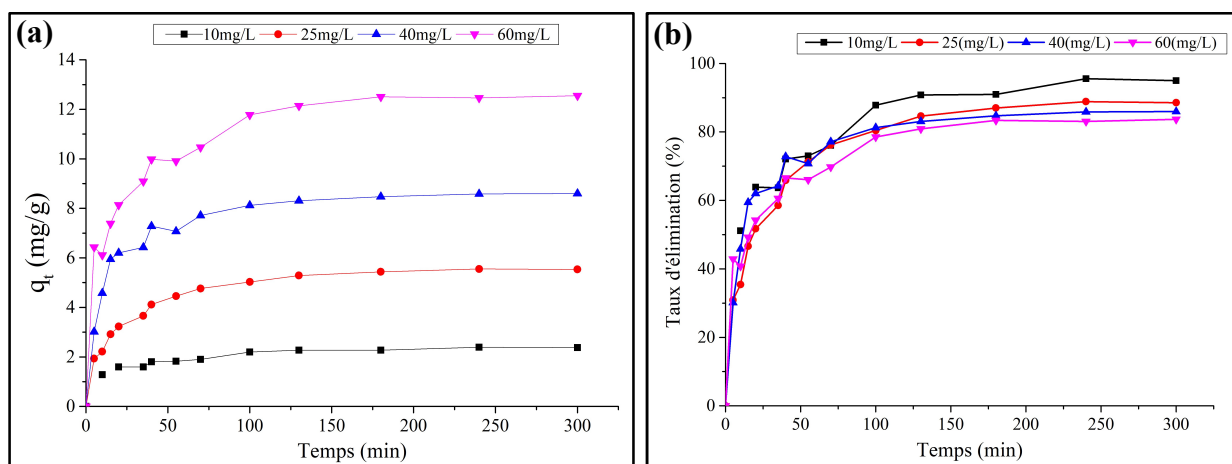 (a)
10mg/L 25mg/L 40mg/L 60mg/L
14
12
10
8
6
4
2
0
qt (mg/g)
0 50 100 150 200 250 300
Temps (min)
(b)
10mg/L 25(mg/L) 40(mg/L) 60(mg/L)
100
80
60
40
20
0
Taux d'élimination (%)
0 50 100 150 200 250 300
Temps (min)